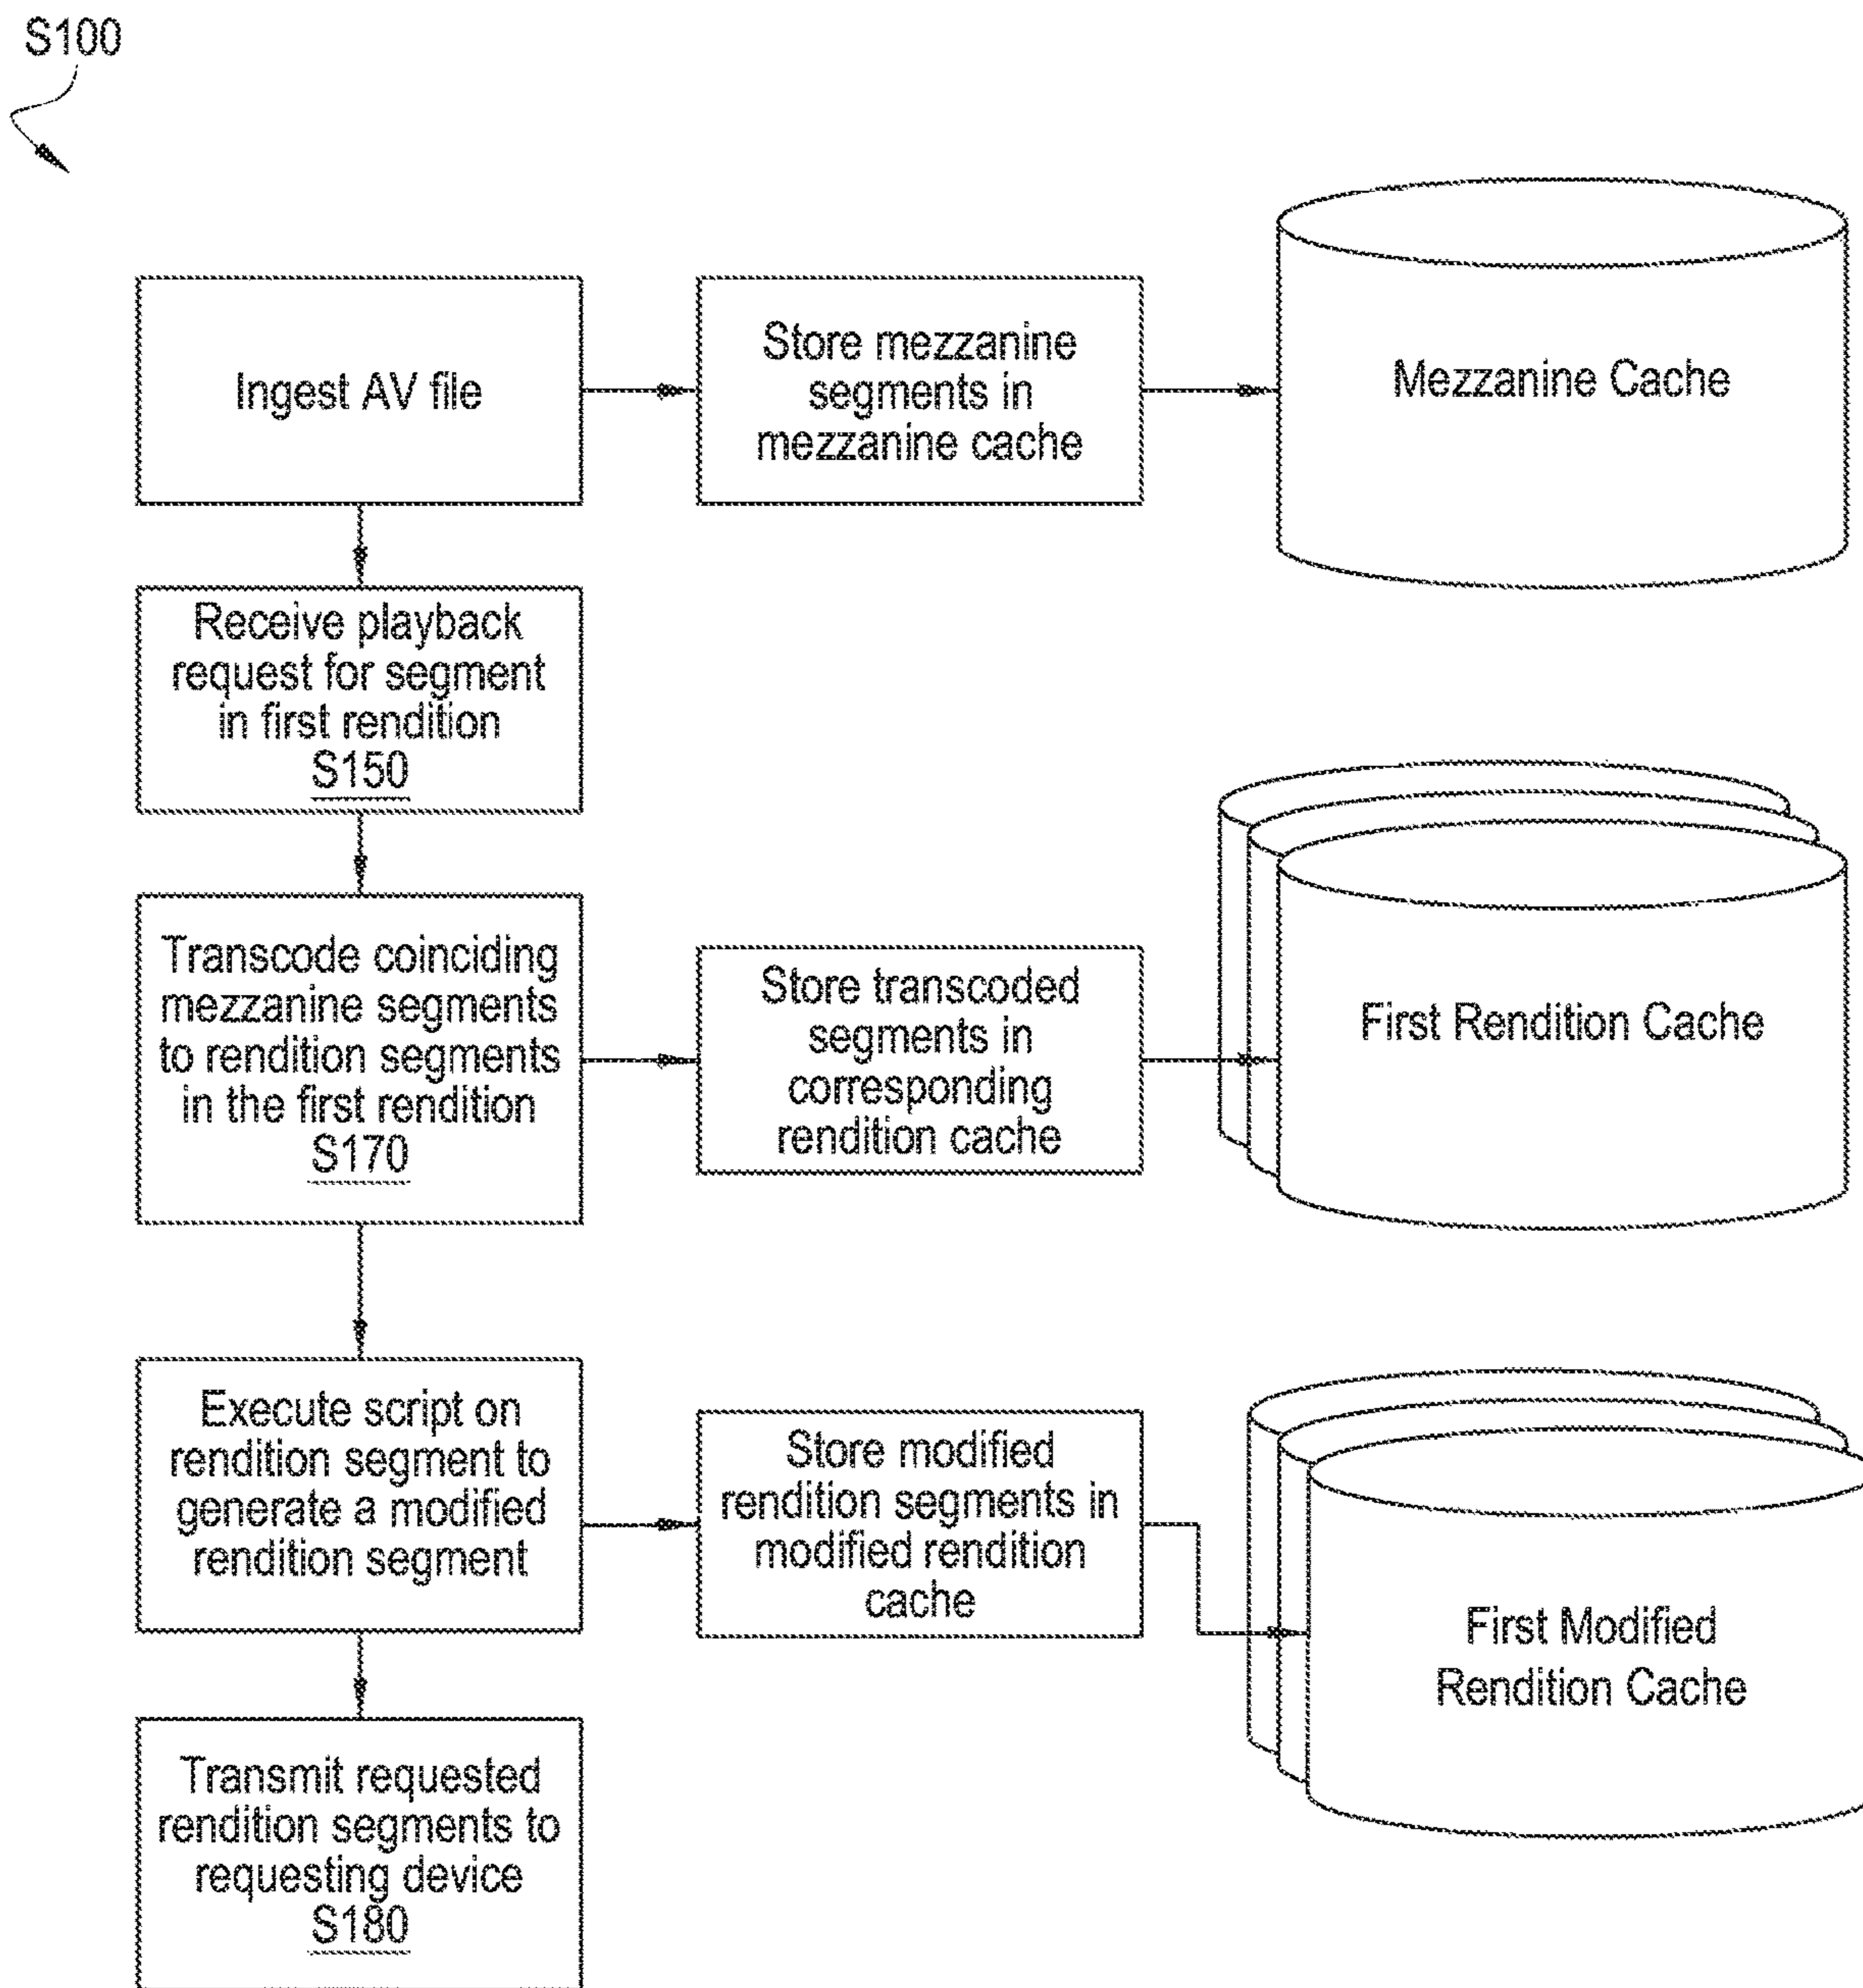 S100
Ingest AV file
Store mezzanine
segments in
mezzanine cache
Mezzanine Cache
Receive playback
request for segment
in first rendition
S150
Transcode coinciding
mezzanine segments
to rendition segments
in the first rendition
S170
Store transcoded
segments in
corresponding
rendition cache
First Rendition Cache
Execute script on
rendition segment to
generate a modified
rendition segment
Store modified
rendition segments in
modified rendition
cache
First Modified
Rendition Cache
Transmit requested
rendition segments to
requesting device
S180